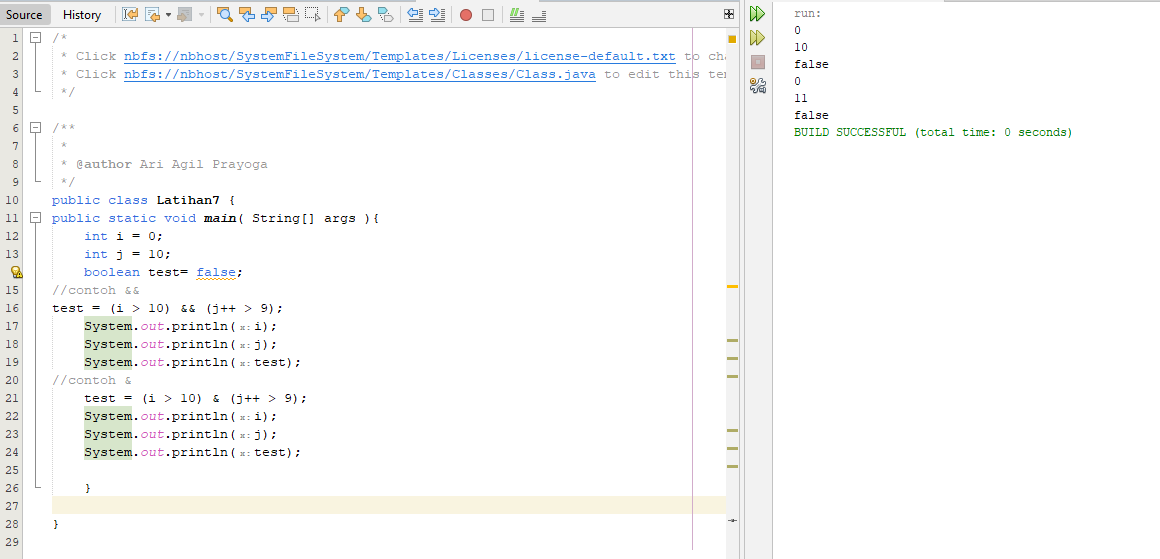 Source History
1 /*
2 * Click nbfs://nbhost/SystemFileSystem/Templates/Licenses/license-default.txt to
3 * Click nbfs://nbhost/SystemFileSystem/Templates/Classes/Class.java to edit this
4 */
5
6 /**
7 *
8 * @author Ari Agil Prayoga
9 */
10 public class Latihan7 {
11 public static void main( String[] args ){
12 int i = 0;
13 int j = 10;
boolean test= false;
15 //contoh &&
16 test = (i > 10) && (j++ > 9);
17 System.out.println( x: i);
18 System.out.println( x: j);
19 System.out.println( x: test);
20 //contoh &
21 test = (i > 10) & (j++ > 9);
22 System.out.println( x: i);
23 System.out.println( x: j);
24 System.out.println( x: test);
25
26 }
27
28 }
29
run:
0
10
false
0
11
false
BUILD SUCCESSFUL (total time: 0 seconds)